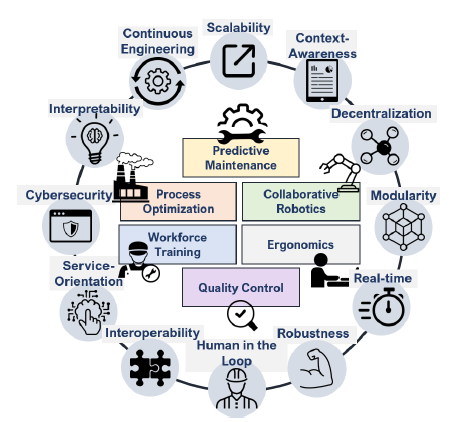 Scalability
Continuous
Engineering
Context-
Awareness
Interpretability
Decentralization
Predictive
Maintenance
Cybersecurity
Process
Optimization
Collaborative
Robotics
Modularity
Workforce
Training
Ergonomics
Service-
Orientation
Quality Control
Real-time
Interoperability
Human in the
Loop
Robustness